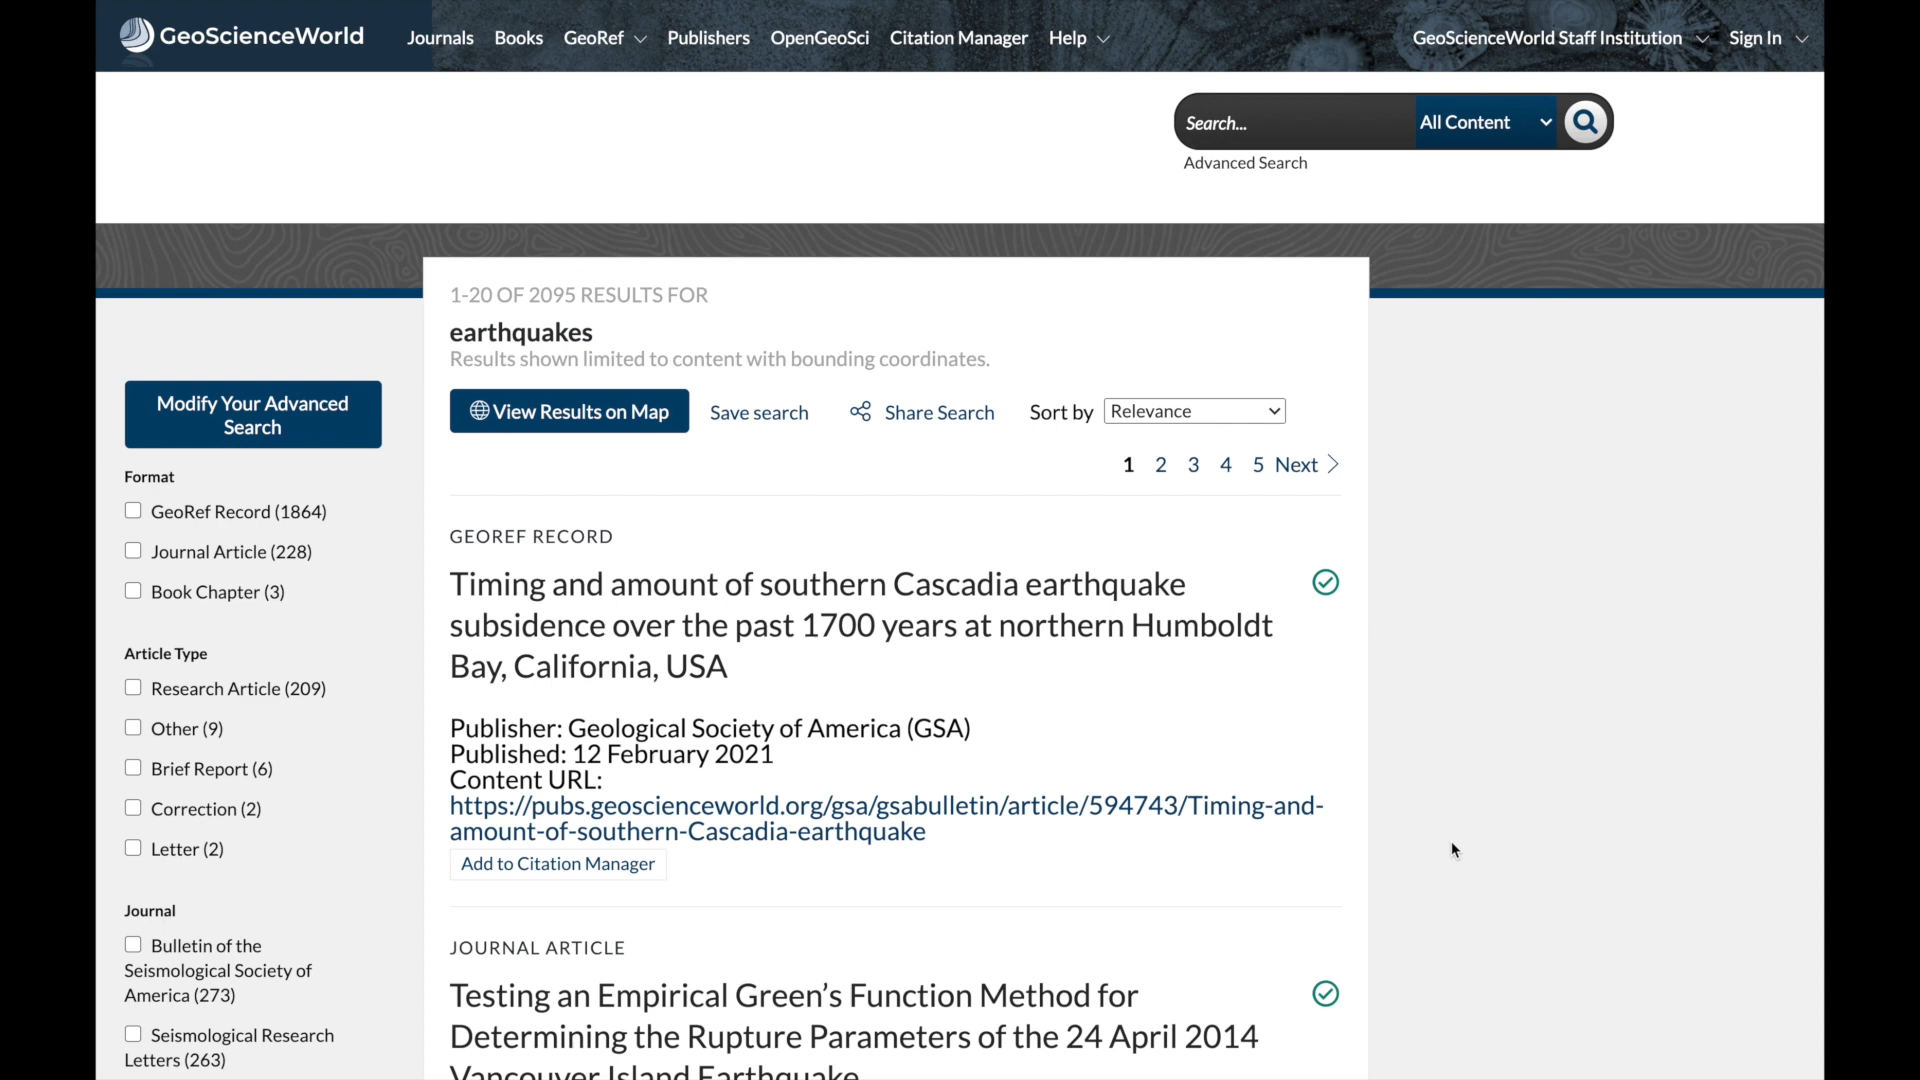 GeoScienceWorld
Journals Books GeoRef Publishers OpenGeoSci Citation Manager Help
GeoScienceWorld Staff Institution Sign In
Search...
All Content
Advanced Search
1-20 OF 2095 RESULTS FOR
earthquakes
Results shown limited to content with bounding coordinates.
View Results on Map Save search Share Search Sort by Relevance
1 2 3 4 5 Next
Modify Your Advanced
Search
Format
GeoRef Record (1864)
Journal Article (228)
Book Chapter (3)
Article Type
Research Article (209)
Other (9)
Brief Report (6)
Correction (2)
Letter (2)
Journal
Bulletin of the
Seismological Society of
America (273)
Seismological Research
Letters (263)
GEOREF RECORD
Timing and amount of southern Cascadia earthquake
subsidence over the past 1700 years at northern Humboldt
Bay, California, USA
Publisher: Geological Society of America (GSA)
Published: 12 February 2021
Content URL:
https://pubs.geoscienceworld.org/gsa/gsabulletin/article/594743/Timing-and-
amount-of-southern-Cascadia-earthquake
Add to Citation Manager
JOURNAL ARTICLE
Testing an Empirical Green’s Function Method for
Determining the Rupture Parameters of the 24 April 2014
Vancouver Island Earthquake